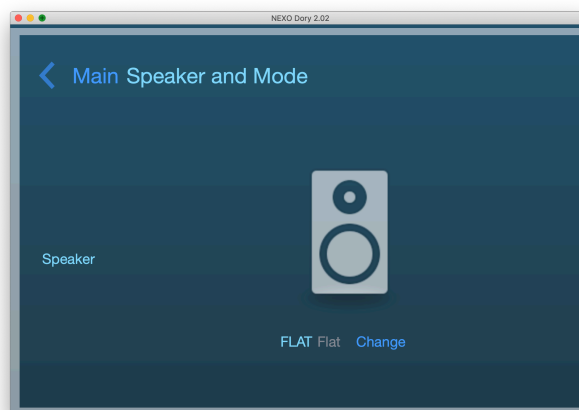 NEXO Dory 2.02
Main Speaker and Mode
Speaker
FLAT Flat Change